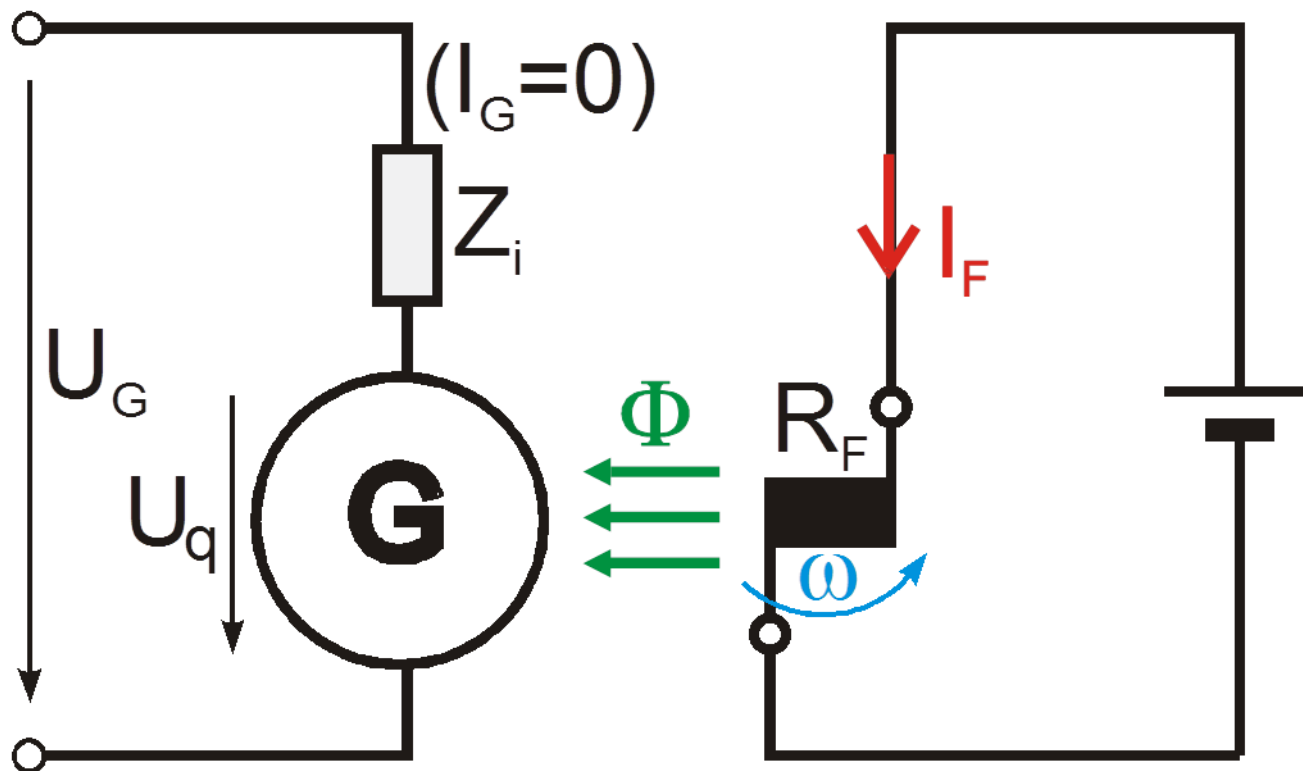 (I_G=0)
Z_i
I_F
U_G
Φ
R_F
U_q
G
ω